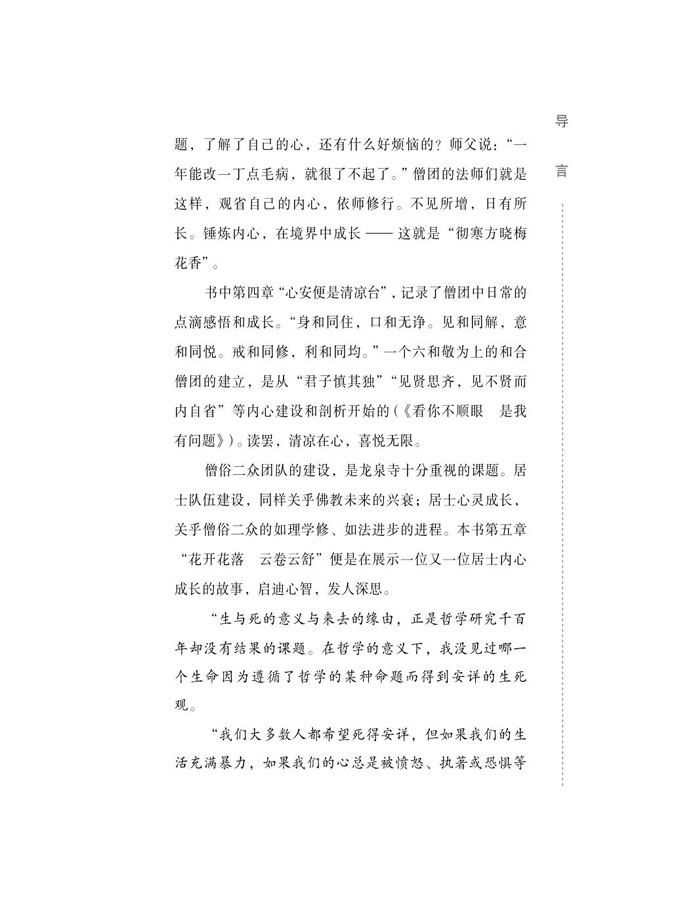 导言
题，了解了自己的心，还有什么好烦恼的？师父说：“一
年能改一丁点毛病，就很了不起了。”僧团的法师们就是
这样，观省自己的内心，依师修行。不见所增，日有所
长。锤炼内心，在境界中成长——这就是“彻寒方晓梅
花香”。
书中第四章“心安便是清凉台”，记录了僧团中日常的
点滴感悟和成长。“身和同住，口和无诤。见和同解，意
和同悦。戒和同修，利和同均。”一个六和敬为上的和合
僧团的建立，是从“君子慎其独”“见贤思齐，见不贤而
内自省”等内心建设和剖析开始的（《看你不顺眼　是我
有问题》）。读罢，清凉在心，喜悦无限。
僧俗二众团队的建设，是龙泉寺十分重视的课题。居
士队伍建设，同样关乎佛教未来的兴衰；居士心灵成长，
关乎僧俗二众的如理学修、如法进步的进程。本书第五章
“花开花落　云卷云舒”便是在展示一位又一位居士内心
成长的故事，启迪心智，发人深思。
“生与死的意义与来去的缘由，正是哲学研究千百
年却没有结果的课题。在哲学的意义下，我没见过哪一
个生命因为遵循了哲学的某种命题而得到安详的生死
观。
“我们大多数人都希望死得安详，但如果我们的生
活充满暴力，如果我们的心总是被愤怒、执著或恐惧等